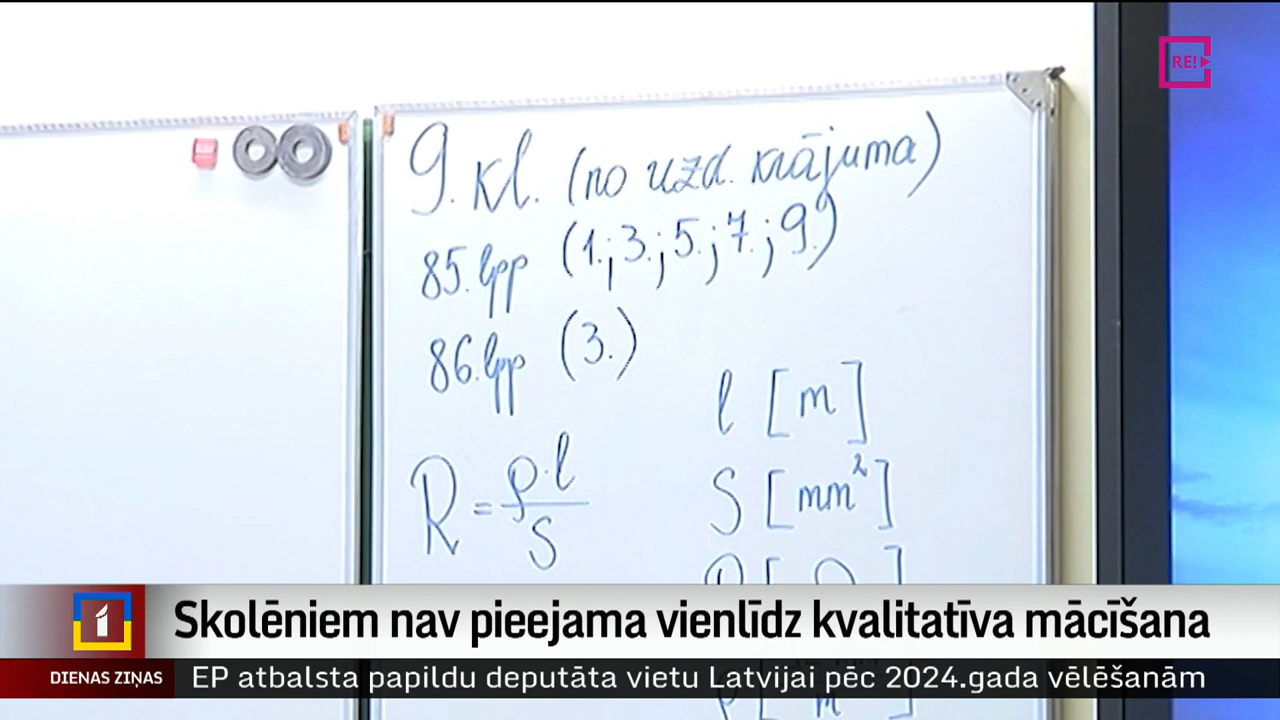 RE!
9. kl. (no uzd. krājuma)
85. lpp (1.; 3.; 5.; 7.; 9.)
86. lpp (3.)
l [m]
R = ρ·l / S
S [mm²]
1
Skolēniem nav pieejama vienlīdz kvalitatīva mācīšana
DIENAS ZIŅAS
EP atbalsta papildu deputāta vietu Latvijai pēc 2024.gada vēlēšanām